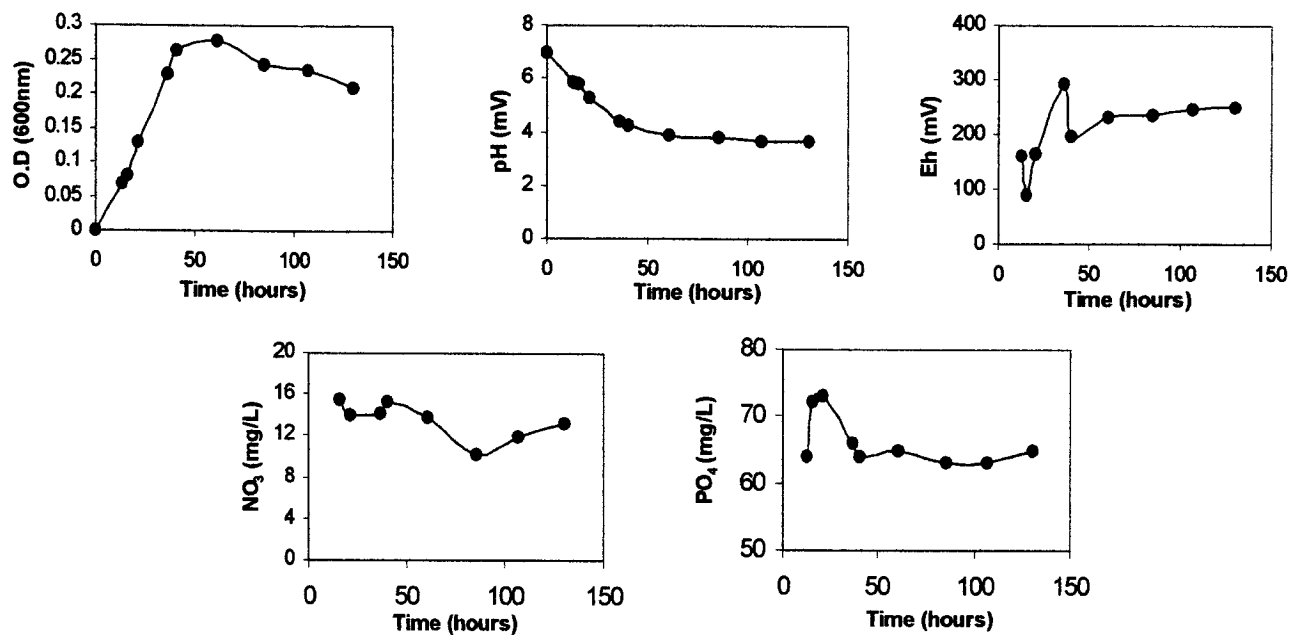 O.D (600nm)
0.3
0.25
0.2
0.15
0.1
0.05
0
0 50 100 150
Time (hours)
pH (mV)
8
6
4
2
0
0 50 100 150
Time (hours)
Eh (mV)
400
300
200
100
0
0 50 100 150
Time (hours)
NO₃ (mg/L)
20
16
12
8
4
0
0 50 100 150
Time (hours)
PO₄ (mg/L)
80
70
60
50
0 50 100 150
Time (hours)